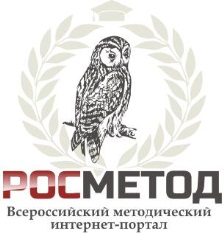 РОСМЕТОД
Всероссийский методический
интернет-портал